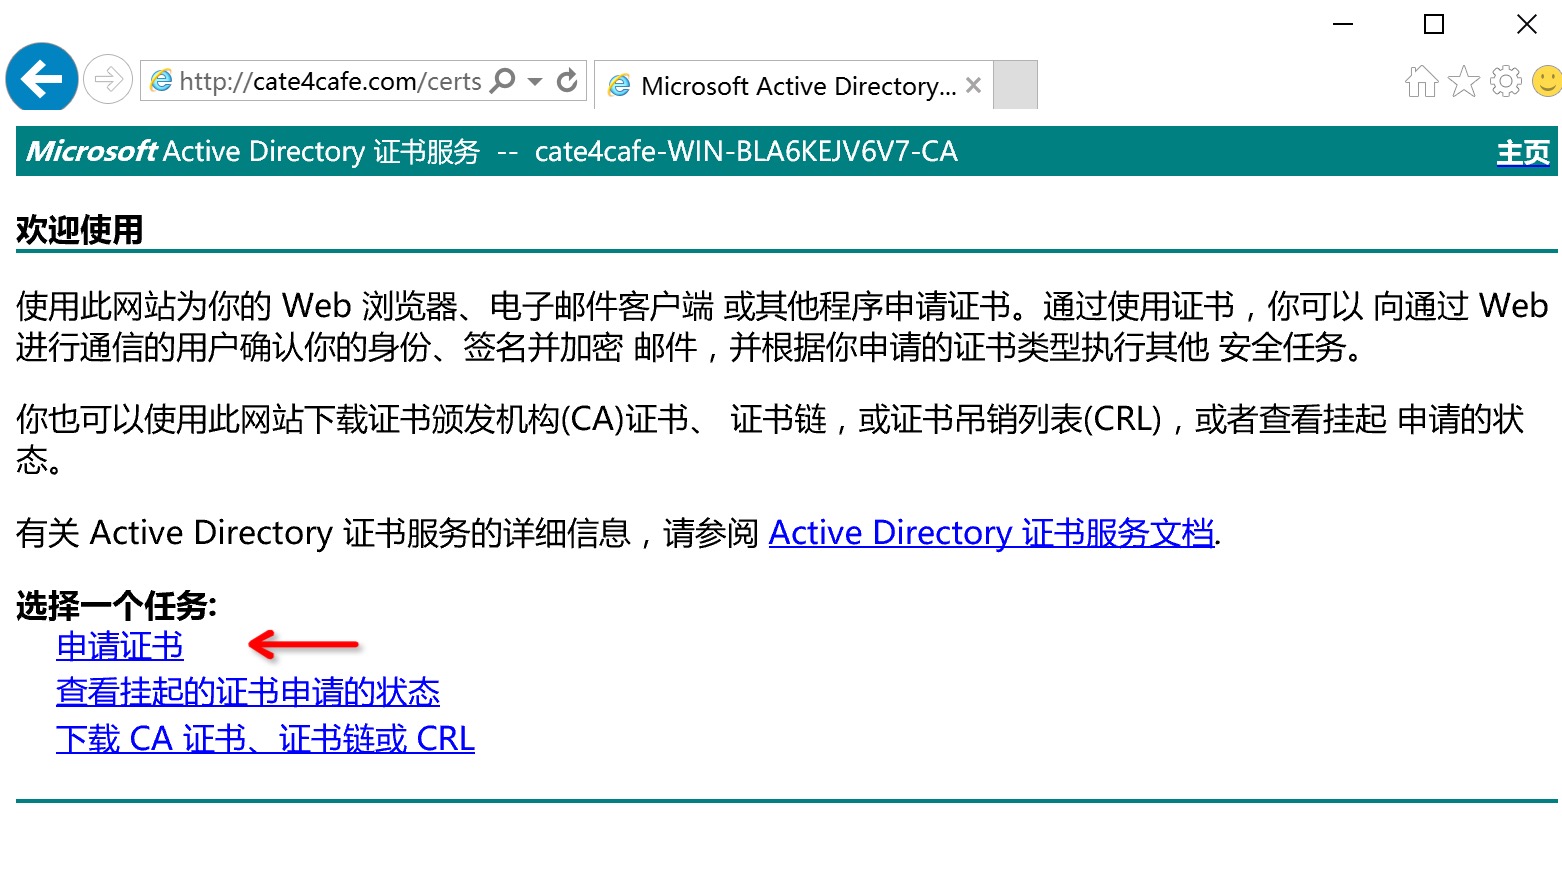 http://cate4cafe.com/certs
Microsoft Active Directory...
Microsoft Active Directory 证书服务 -- cate4cafe-WIN-BLA6KEJV6V7-CA
主页
欢迎使用
使用此网站为你的 Web 浏览器、电子邮件客户端 或其他程序申请证书。通过使用证书，你可以 向通过 Web
进行通信的用户确认你的身份、签名并加密 邮件，并根据你申请的证书类型执行其他 安全任务。
你也可以使用此网站下载证书颁发机构(CA)证书、 证书链，或证书吊销列表(CRL)，或者查看挂起 申请的状
态。
有关 Active Directory 证书服务的详细信息，请参阅 Active Directory 证书服务文档.
选择一个任务:
申请证书
查看挂起的证书申请的状态
下载 CA 证书、证书链或 CRL